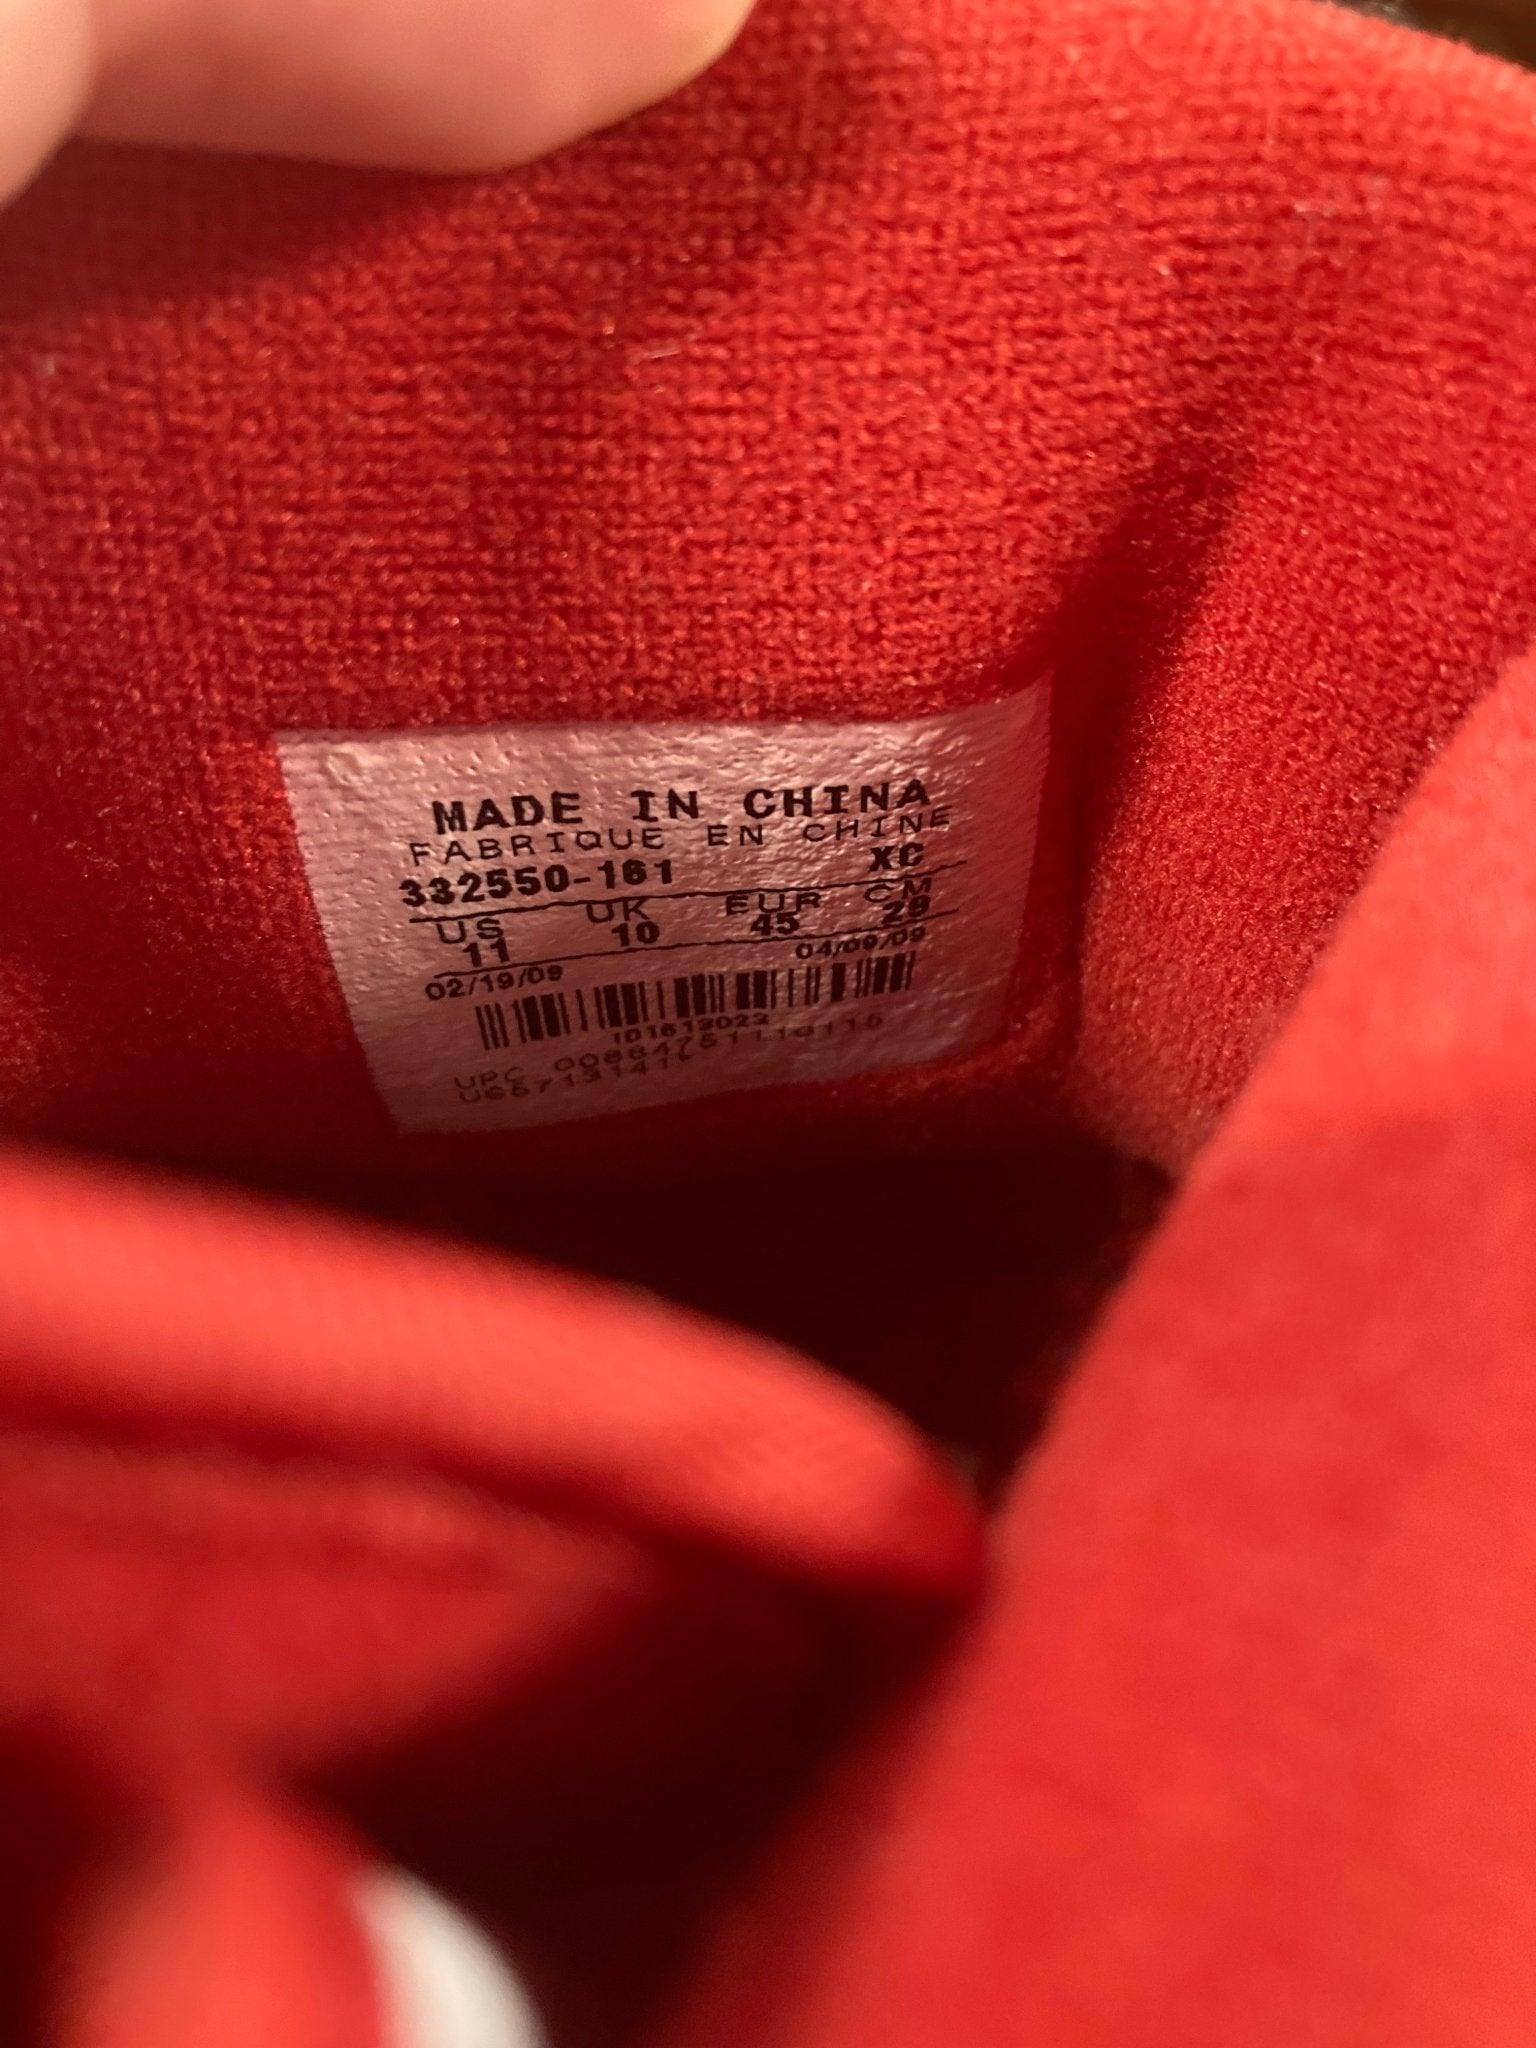 MADE IN CHINA
FABRIQUE EN CHINE
332550-161 XC
US UK EUR CM
11 10 45 29
02/19/09 04/09/09
UPC